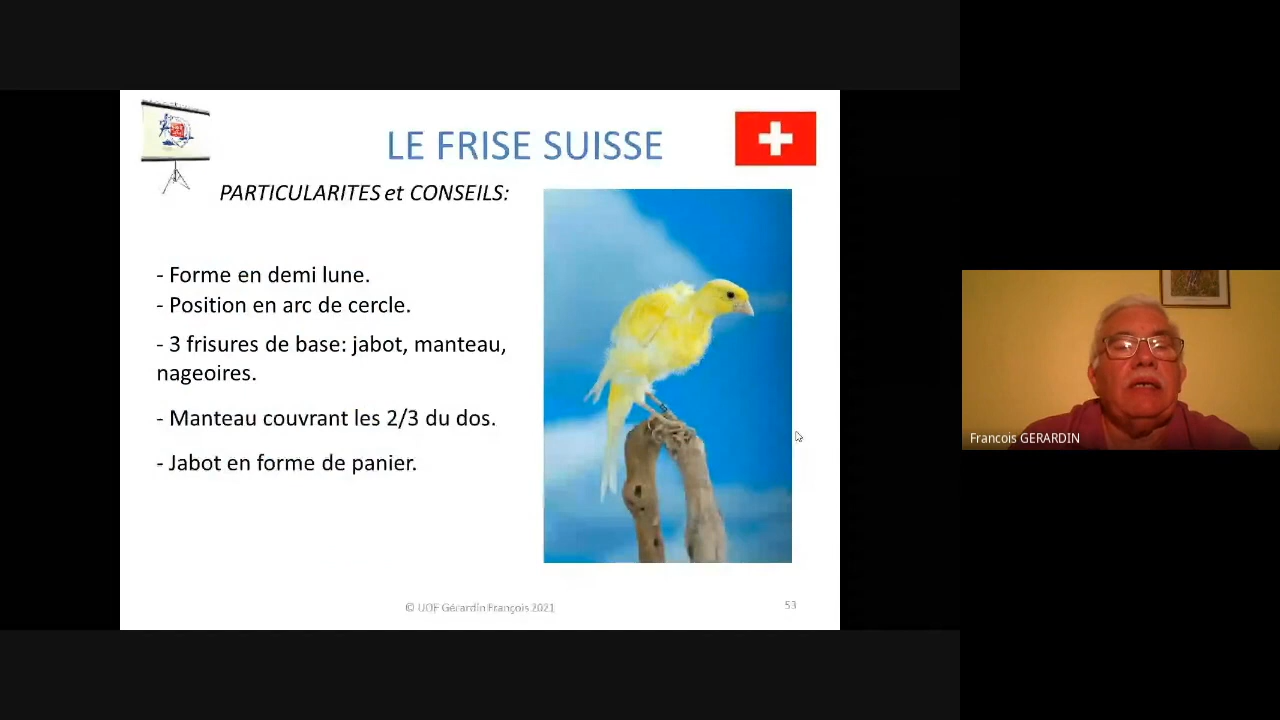 LE FRISE SUISSE
PARTICULARITES et CONSEILS:
- Forme en demi lune.
- Position en arc de cercle.
- 3 frisures de base: jabot, manteau,
nageoires.
- Manteau couvrant les 2/3 du dos.
- Jabot en forme de panier.
© UOF Gérardin François 2021
53
Francois GERARDIN